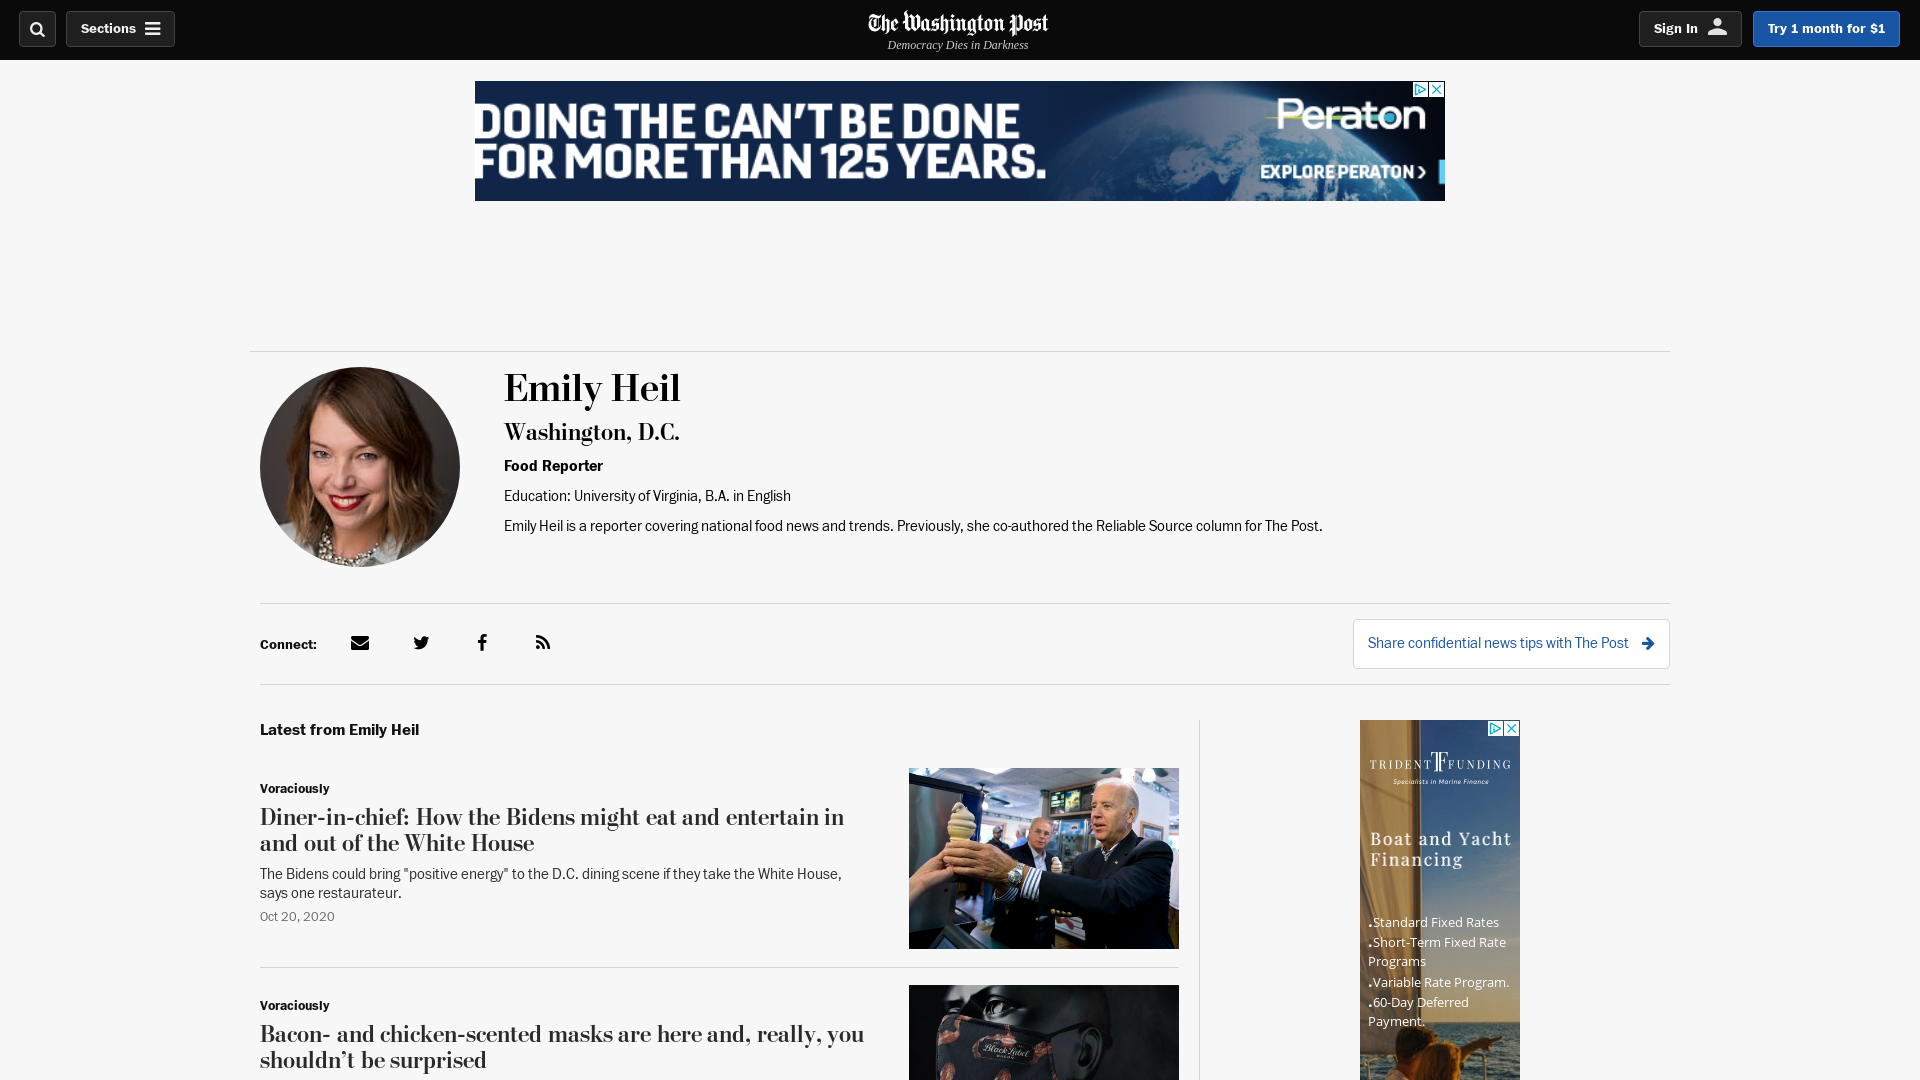 Sections
The Washington Post
Democracy Dies in Darkness
Sign In
Try 1 month for $1
DOING THE CAN'T BE DONE
FOR MORE THAN 125 YEARS.
Peraton
EXPLORE PERATON
Emily Heil
Washington, D.C.
Food Reporter
Education: University of Virginia, B.A. in English
Emily Heil is a reporter covering national food news and trends. Previously, she co-authored the Reliable Source column for The Post.
Connect:
Share confidential news tips with The Post
Latest from Emily Heil
Voraciously
Diner-in-chief: How the Bidens might eat and entertain in
and out of the White House
The Bidens could bring "positive energy" to the D.C. dining scene if they take the White House,
says one restaurateur.
Oct 20, 2020
Voraciously
Bacon- and chicken-scented masks are here and, really, you
shouldn’t be surprised
Black Label
BACON
TRIDENT TF FUNDING
Specialists in Marine Finance
Boat and Yacht
Financing
.Standard Fixed Rates
.Short-Term Fixed Rate
Programs
.Variable Rate Program.
.60-Day Deferred
Payment.